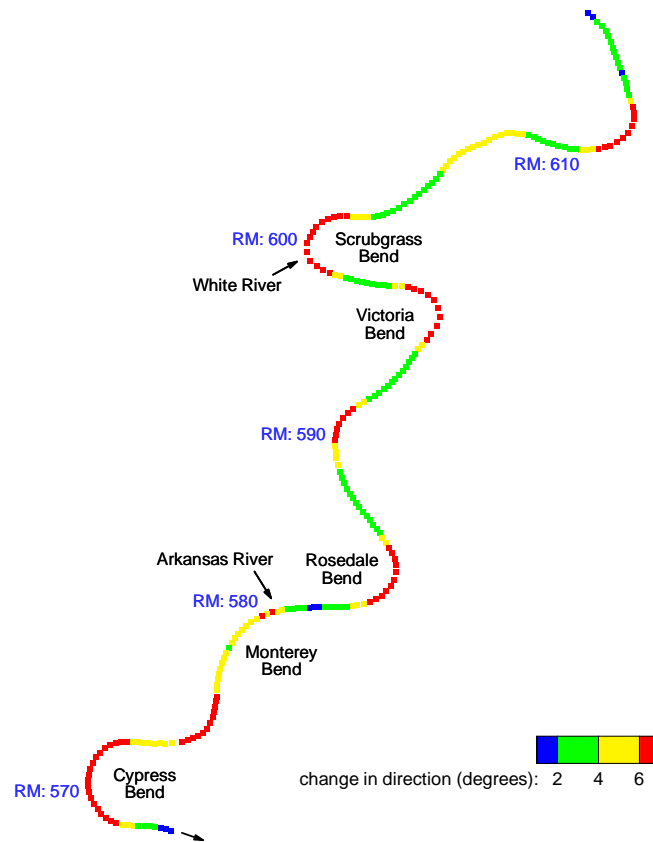 RM: 610
RM: 600
Scrubgrass
Bend
White River
Victoria
Bend
RM: 590
Arkansas River
Rosedale
Bend
RM: 580
Monterey
Bend
Cypress
Bend
RM: 570
change in direction (degrees): 2 4 6